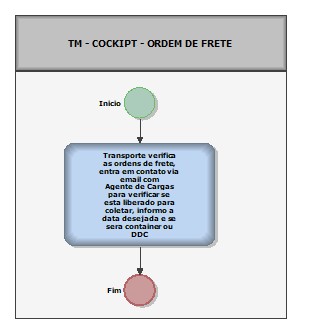 TM - COCKIPT - ORDEM DE FRETE
Inicio
Transporte verifica
as ordens de frete,
entra em contato via
email com
Agente de Cargas
para verificar se
esta liberado para
coletar, informo a
data desejada e se
sera container ou
DDC
Fim